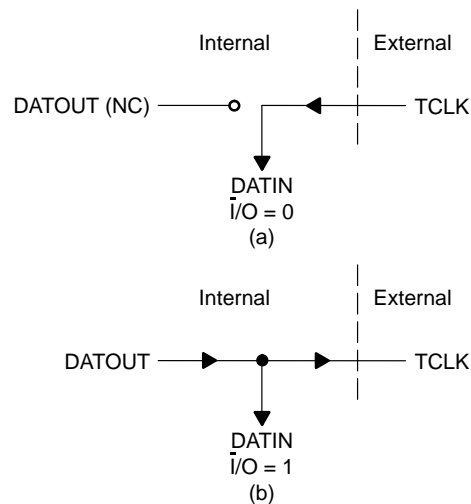 Internal External
DATOUT (NC) TCLK
DATIN
I̅/O = 0
(a)
Internal External
DATOUT TCLK
DATIN
I̅/O = 1
(b)